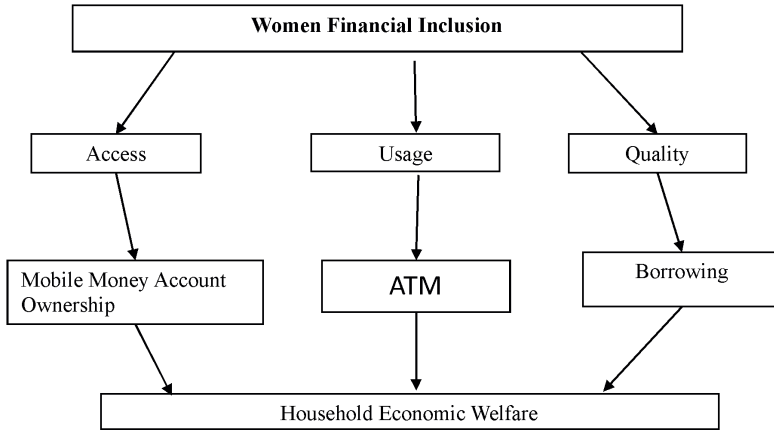 Women Financial Inclusion
Access
Usage
Quality
Mobile Money Account
Ownership
ATM
Borrowing
Household Economic Welfare